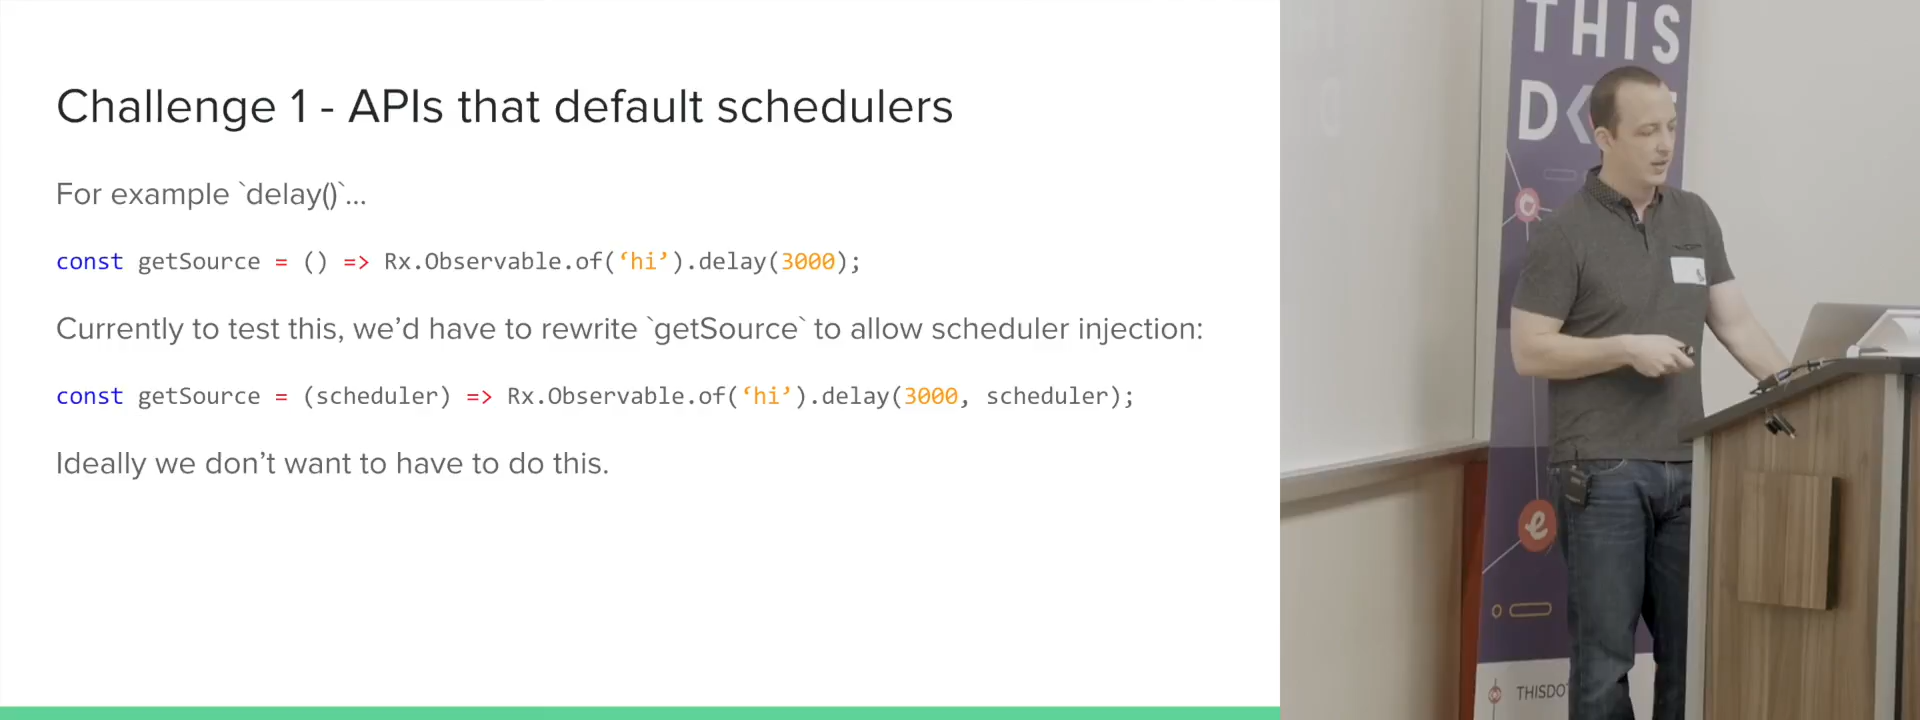 Challenge 1 - APIs that default schedulers
For example `delay()`...
const getSource = () => Rx.Observable.of(‘hi’).delay(3000);
Currently to test this, we’d have to rewrite `getSource` to allow scheduler injection:
const getSource = (scheduler) => Rx.Observable.of(‘hi’).delay(3000, scheduler);
Ideally we don’t want to have to do this.
THIS
D<
e
THISDO